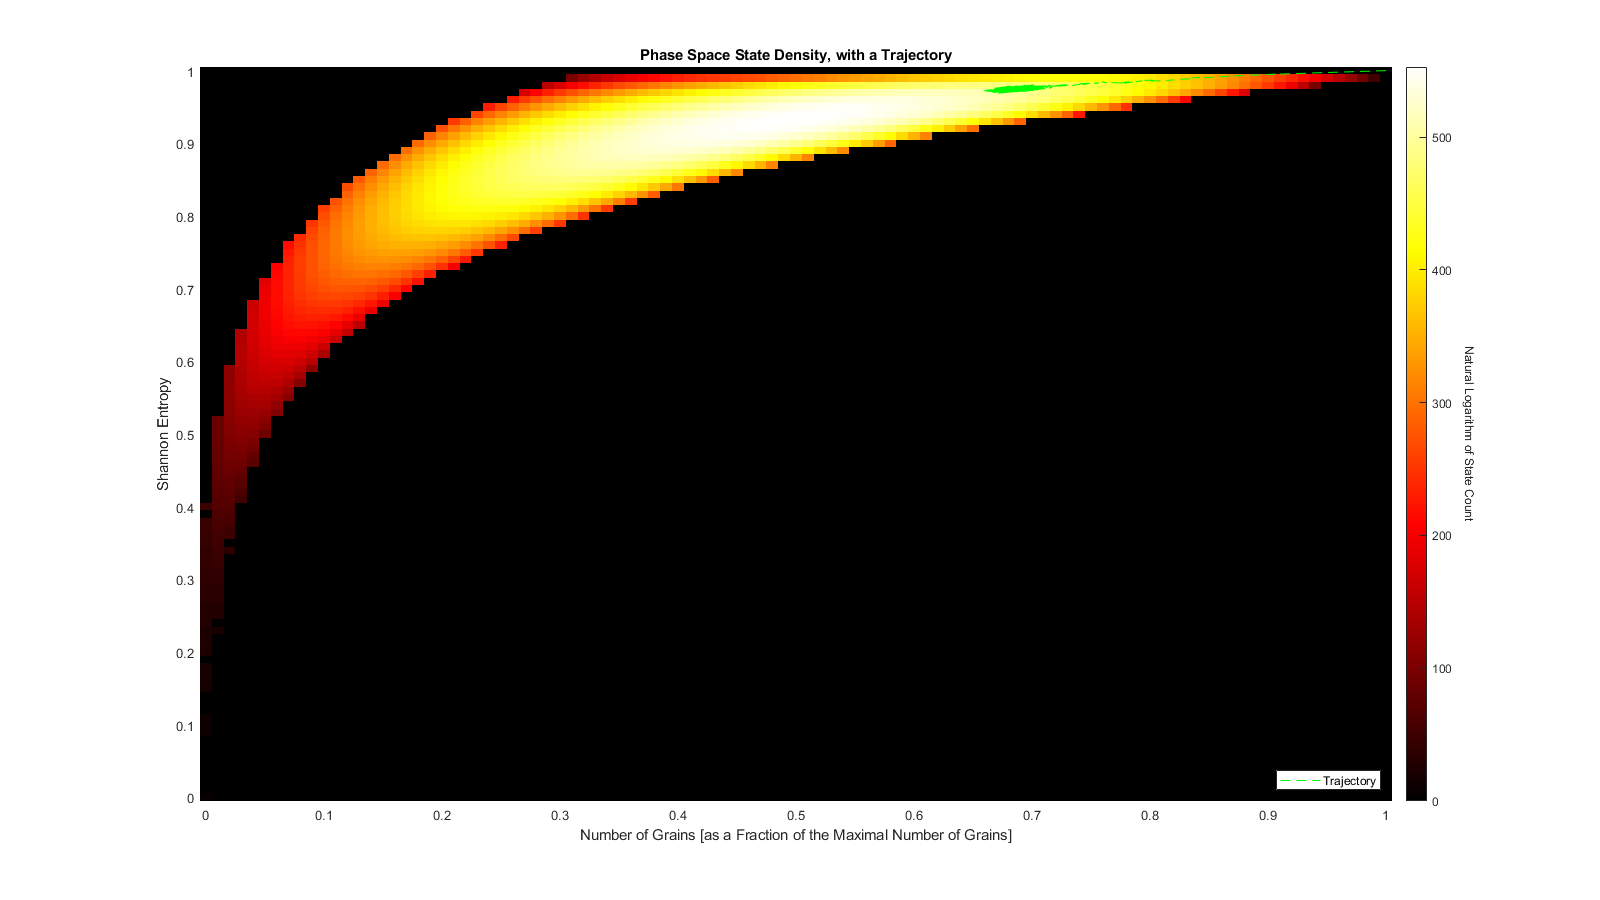 Phase Space State Density, with a Trajectory
1
0.9
0.8
0.7
0.6
0.5
0.4
0.3
0.2
0.1
0
Shannon Entropy
0 0.1 0.2 0.3 0.4 0.5 0.6 0.7 0.8 0.9 1
Number of Grains [as a Fraction of the Maximal Number of Grains]
Trajectory
500
400
300
200
100
0
Natural Logarithm of State Count